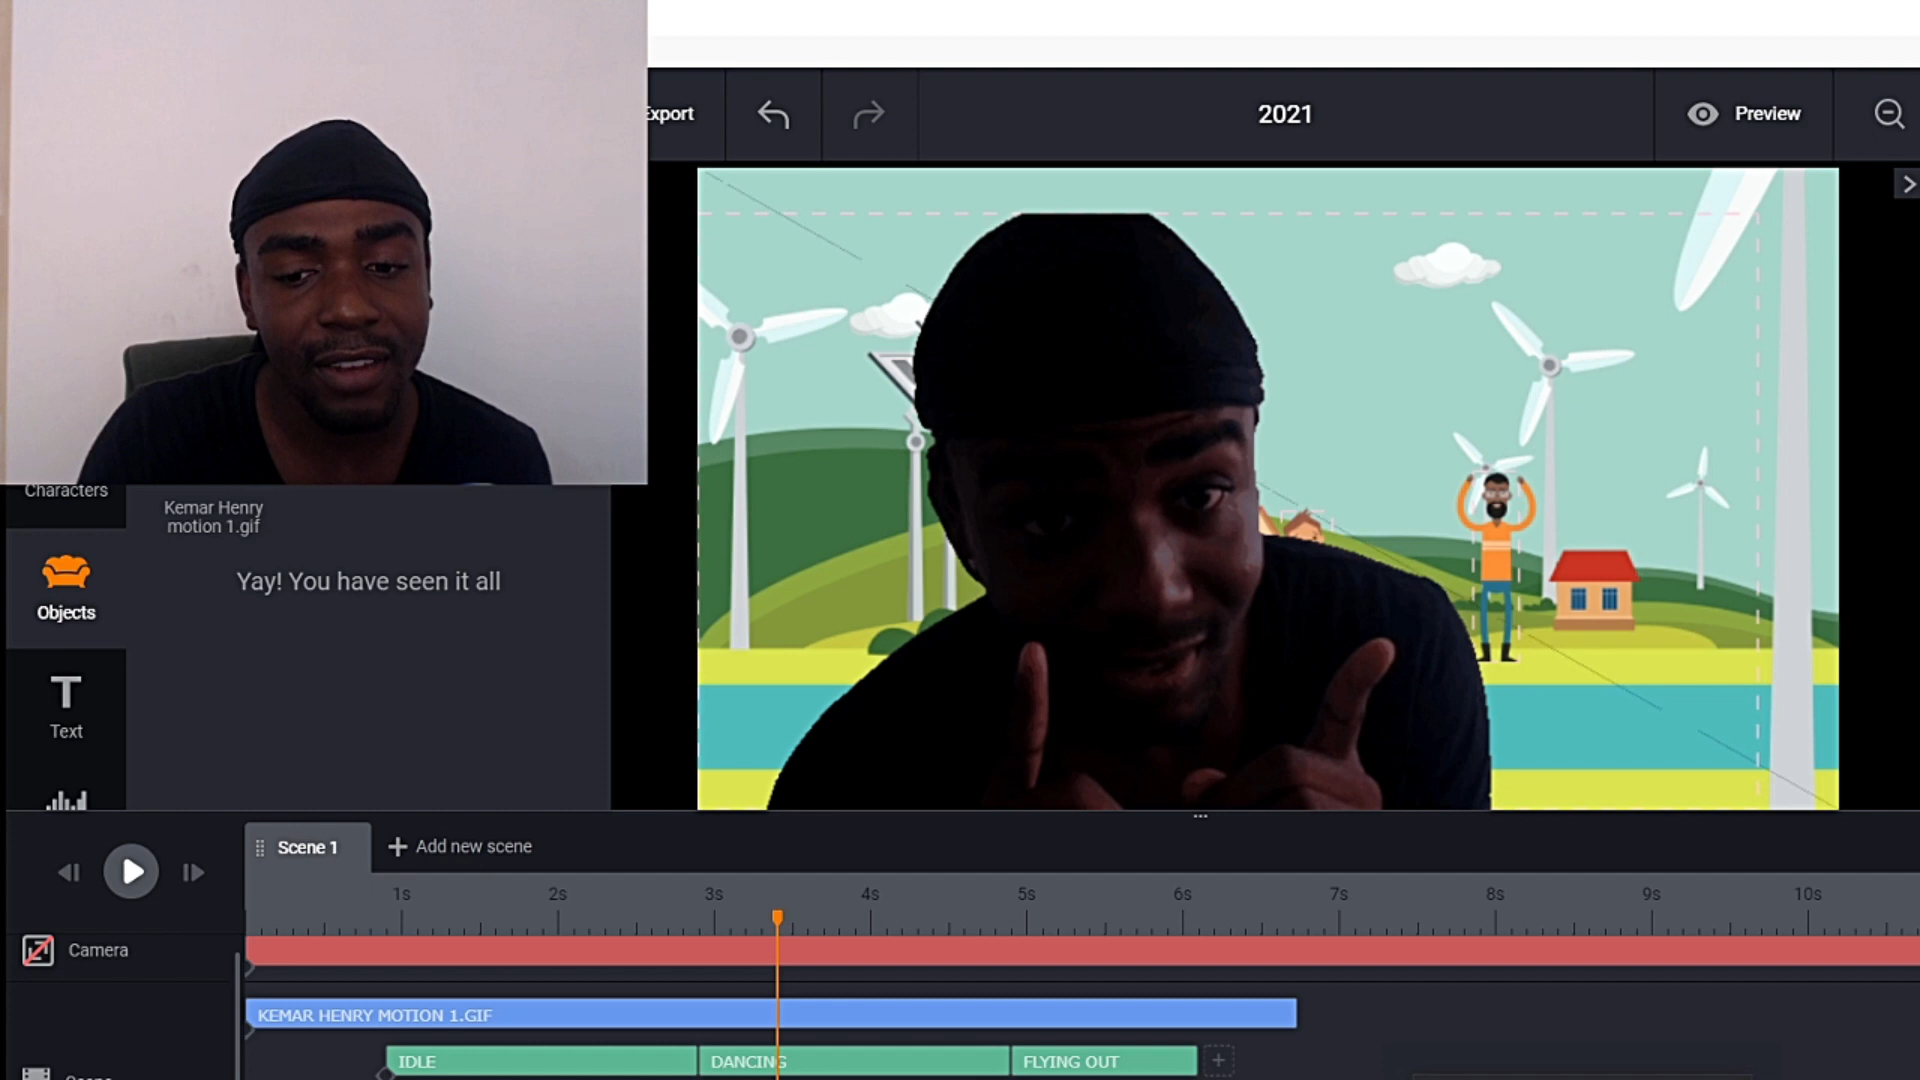 Export
2021
Preview
Characters
Kemar Henry
motion 1.gif
Yay! You have seen it all
Objects
Text
Scene 1
Add new scene
1s
2s
3s
4s
5s
6s
7s
8s
9s
10s
Camera
KEMAR HENRY MOTION 1.GIF
IDLE
DANCING
FLYING OUT